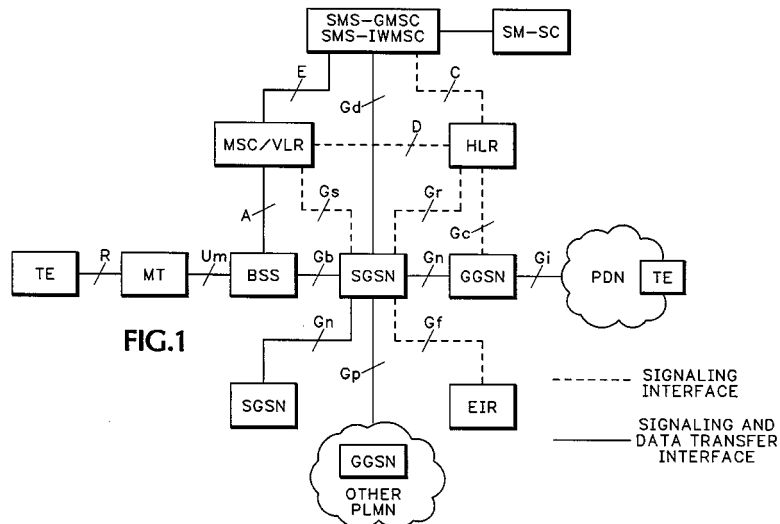 SMS-GMSC
SMS-IWMSC
SM-SC
E
C
Gd
MSC/VLR
D
HLR
Gs
Gr
A
Gc
TE
R
MT
Um
BSS
Gb
SGSN
Gn
GGSN
Gi
PDN
TE
FIG.1
Gn
Gf
Gp
SGSN
EIR
SIGNALING
INTERFACE
SIGNALING AND
DATA TRANSFER
INTERFACE
GGSN
OTHER
PLMN